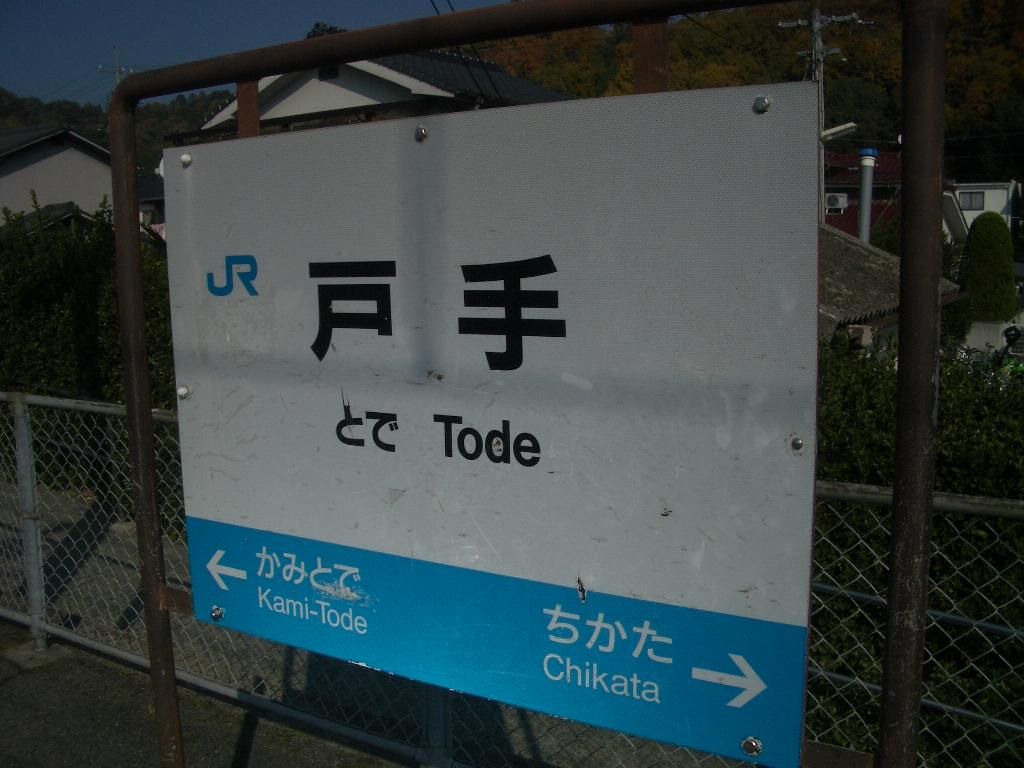 JR 戸手
とで Tode
← かみとで
Kami-Tode
ちかた →
Chikata